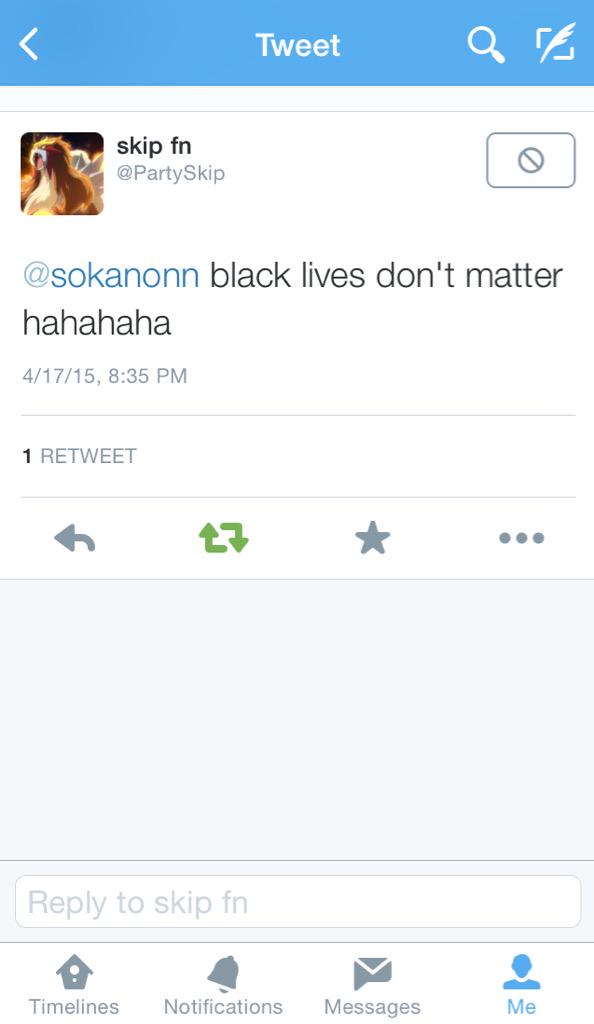 Tweet
skip fn
@PartySkip
@sokanonn black lives don't matter
hahahaha
4/17/15, 8:35 PM
1 RETWEET
Reply to skip fn
Timelines Notifications Messages Me